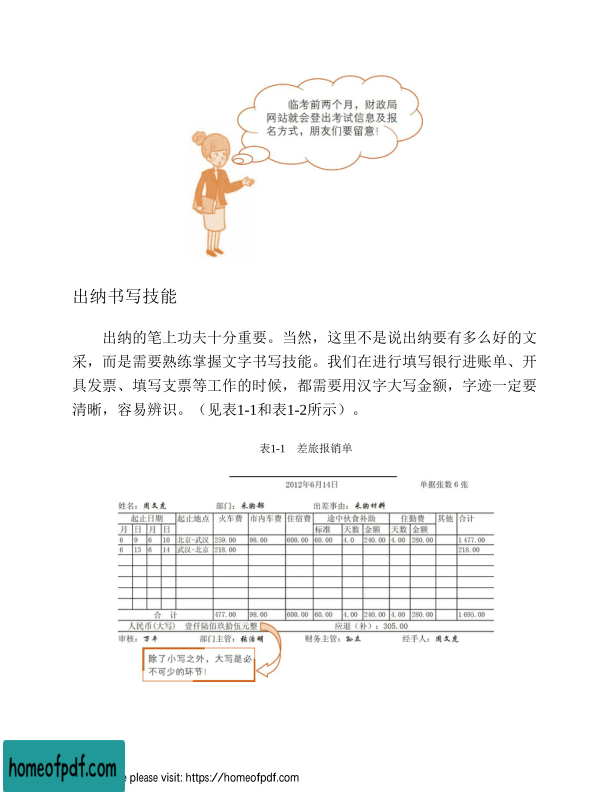 临考前两个月，财政局
网站就会登出考试信息及报
名方式，朋友们要留意!
出纳书写技能
出纳的笔上功夫十分重要。当然，这里不是说出纳要有多么好的文
采，而是需要熟练掌握文字书写技能。我们在进行填写银行进账单、开
具发票、填写支票等工作的时候，都需要用汉字大写金额，字迹一定要
清晰，容易辨识。（见表1-1和表1-2所示）。
表1-1 差旅报销单
2012年6月14日 单据张数 6 张
姓名：周文虎 部门：采购部 出差事由：采购材料
起止日期 起止地点 火车费 市内车费 住宿费 途中伙食补助 住勤费 其他 合计
月 日 月 日 标准 天数 金额 天数 金额
6 9 6 10 北京-武汉 259.00 98.00 600.00 60.00 4.0 240.00 4.00 280.00 1 477.00
6 13 6 14 武汉-北京 218.00 218.00
合 计 477.00 98.00 600.00 60.00 4.00 240.00 4.00 280.00 1 695.00
人民币(大写) 壹仟陆佰玖拾伍元整 应退（补）：305.00
审核：万平 部门主管：张浩明 财务主管：孙立 经手人：周文虎
除了小写之外，大写是必
不可少的环节!
homeofpdf.com
e please visit: https://homeofpdf.com